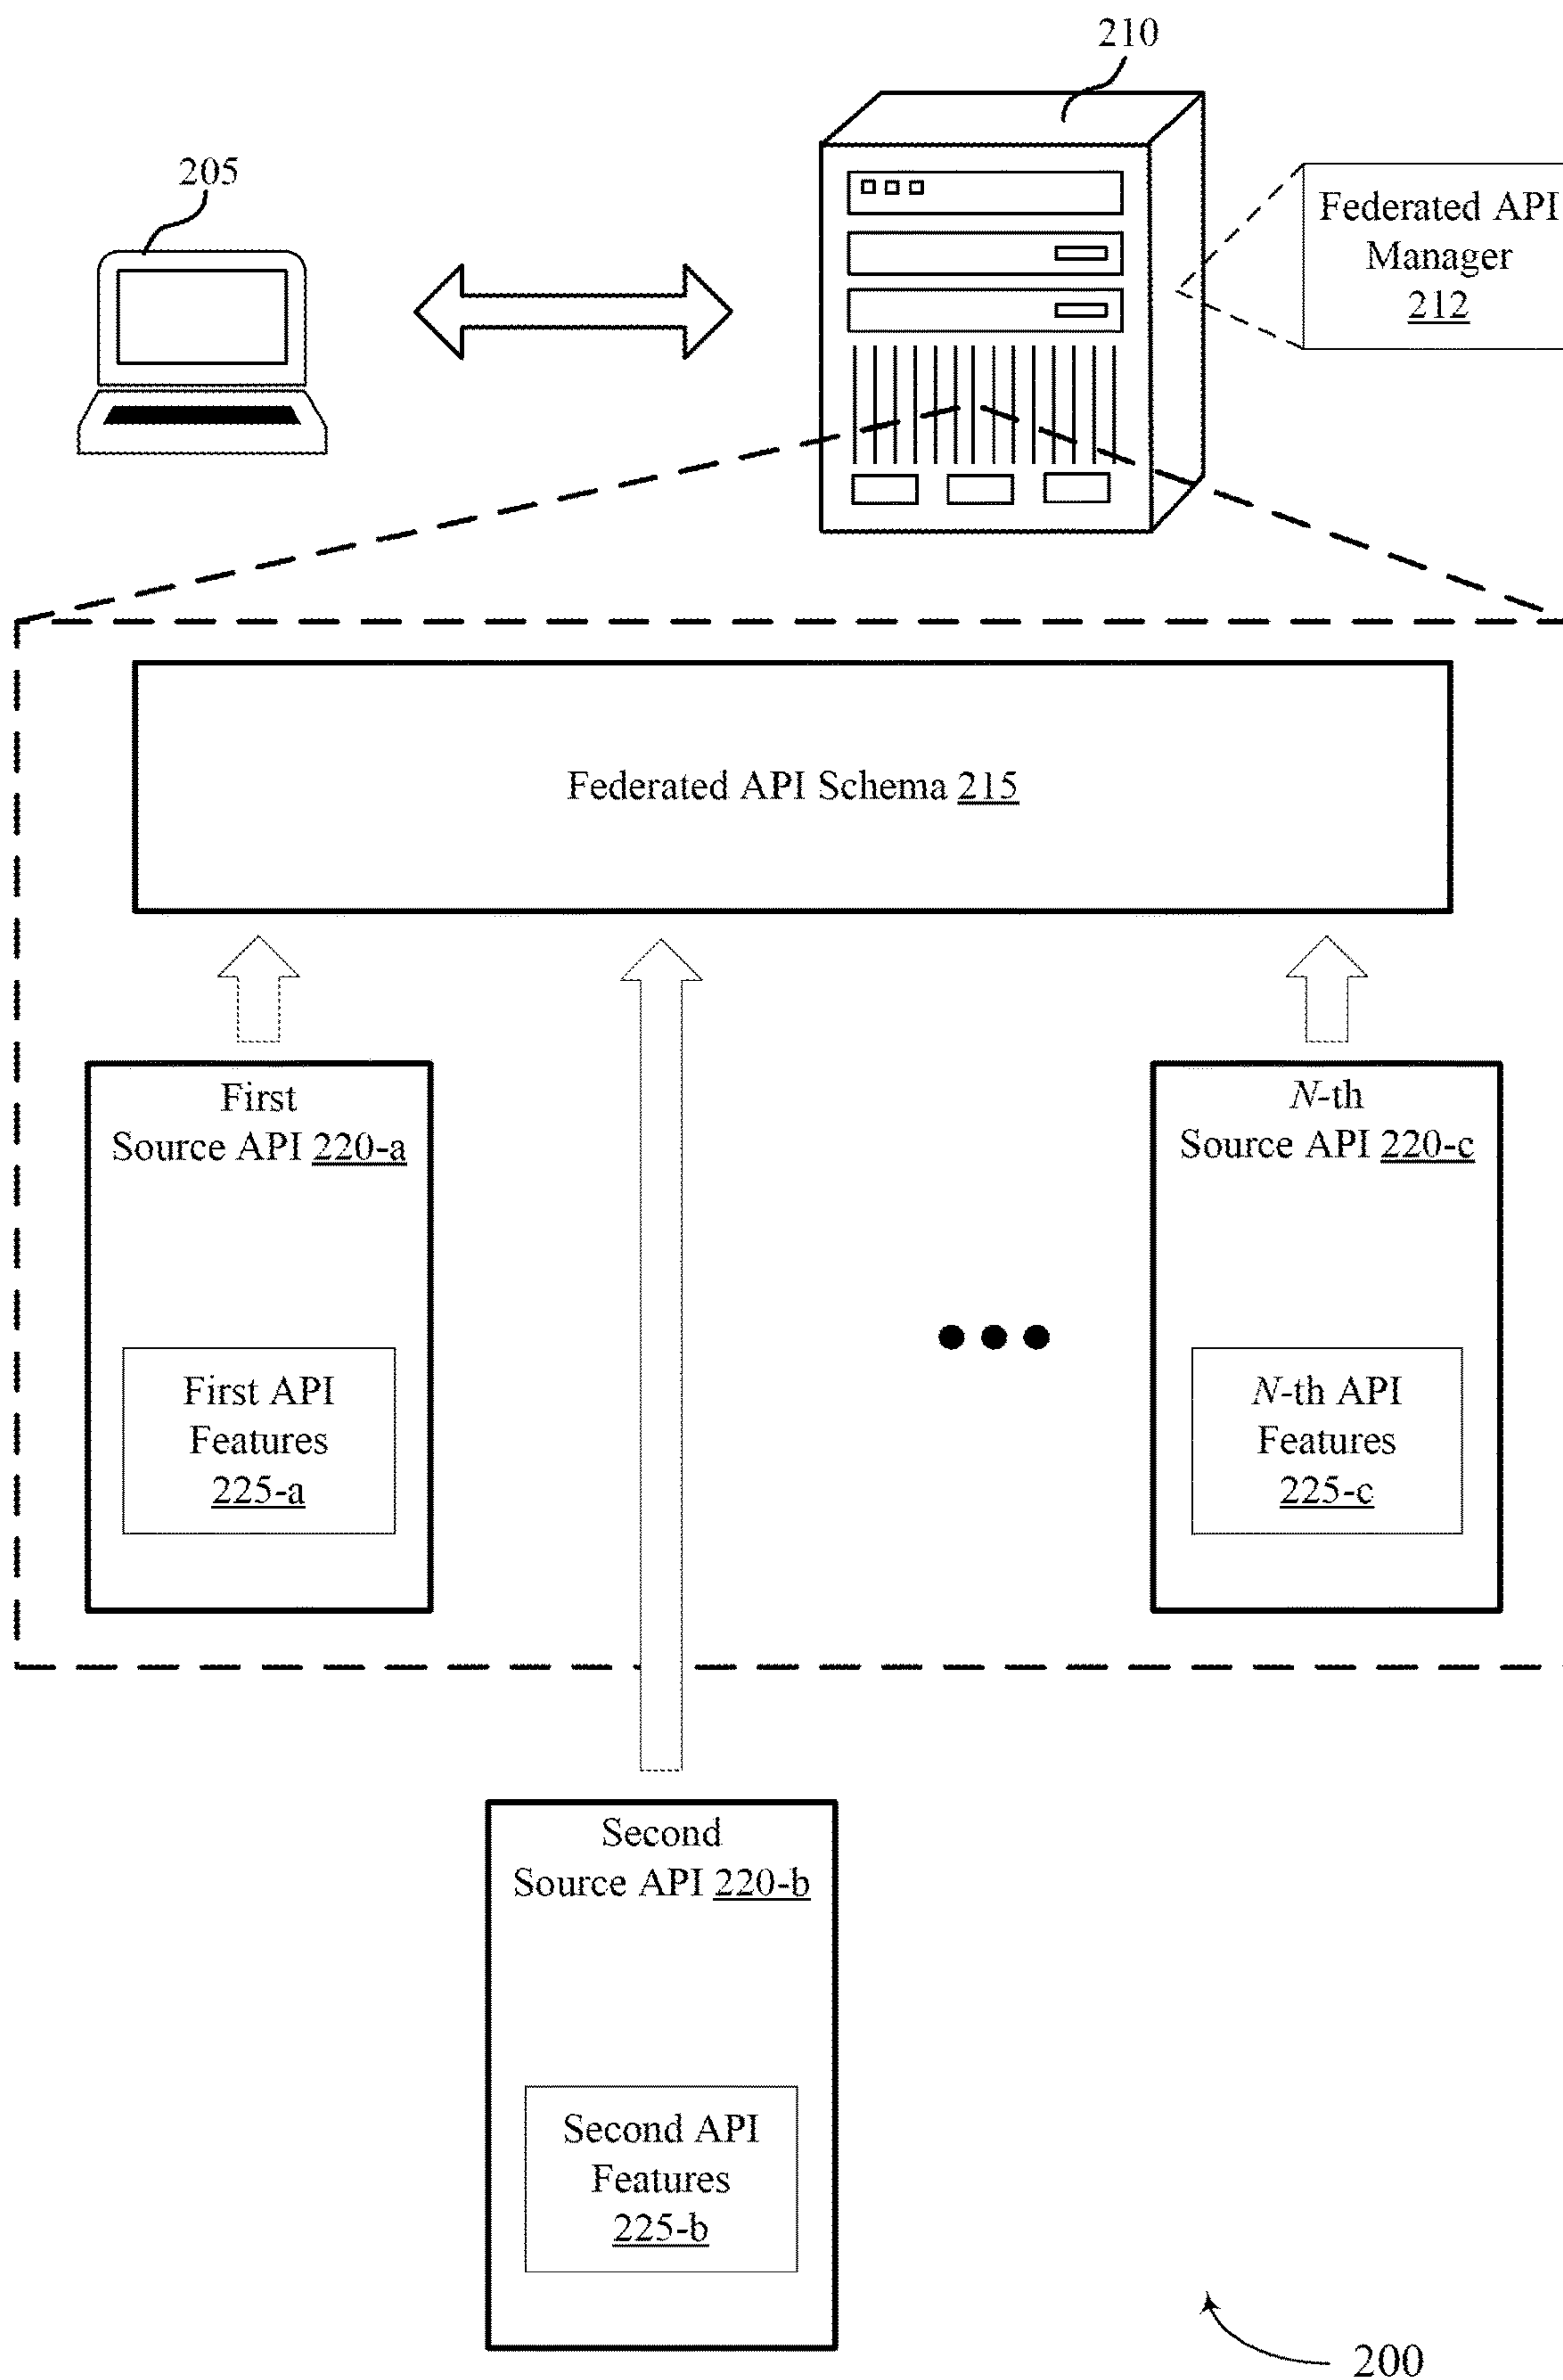 210
205
Federated API
Manager
212
Federated API Schema 215
First
Source API 220-a
N-th
Source API 220-c
First API
Features
225-a
N-th API
Features
225-c
Second
Source API 220-b
Second API
Features
225-b
200